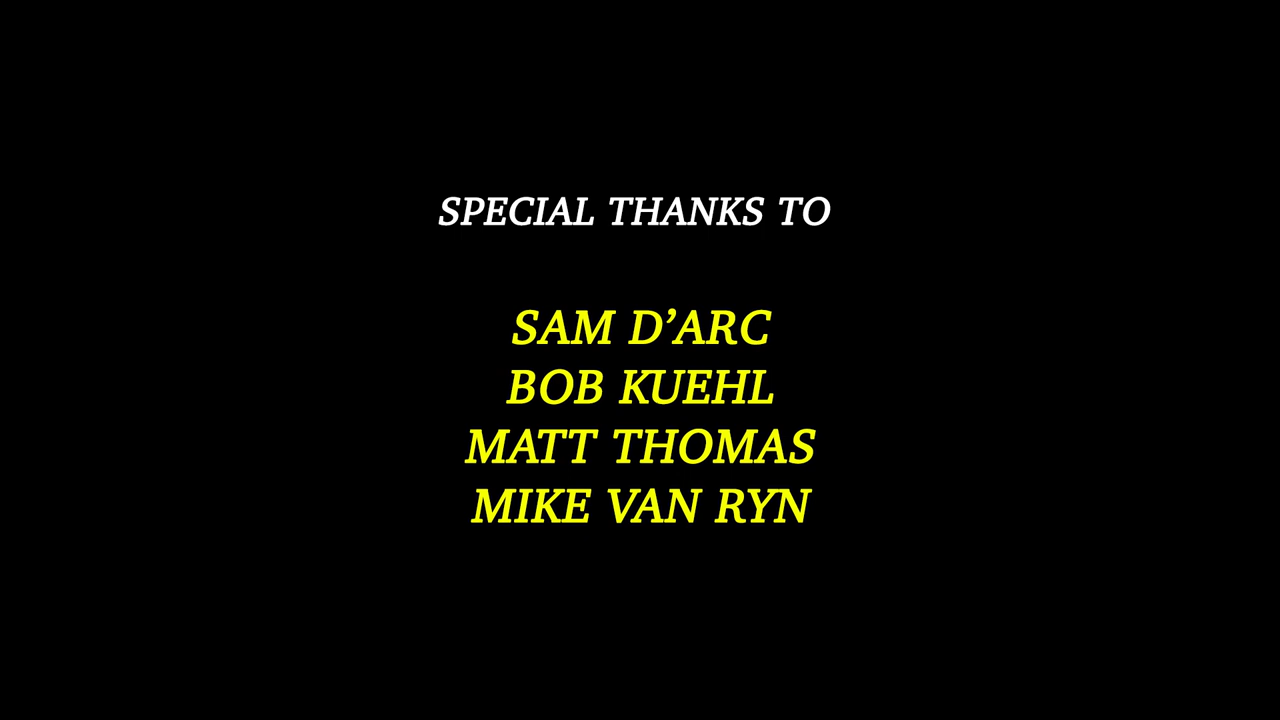 SPECIAL THANKS TO
SAM D’ARC
BOB KUEHL
MATT THOMAS
MIKE VAN RYN